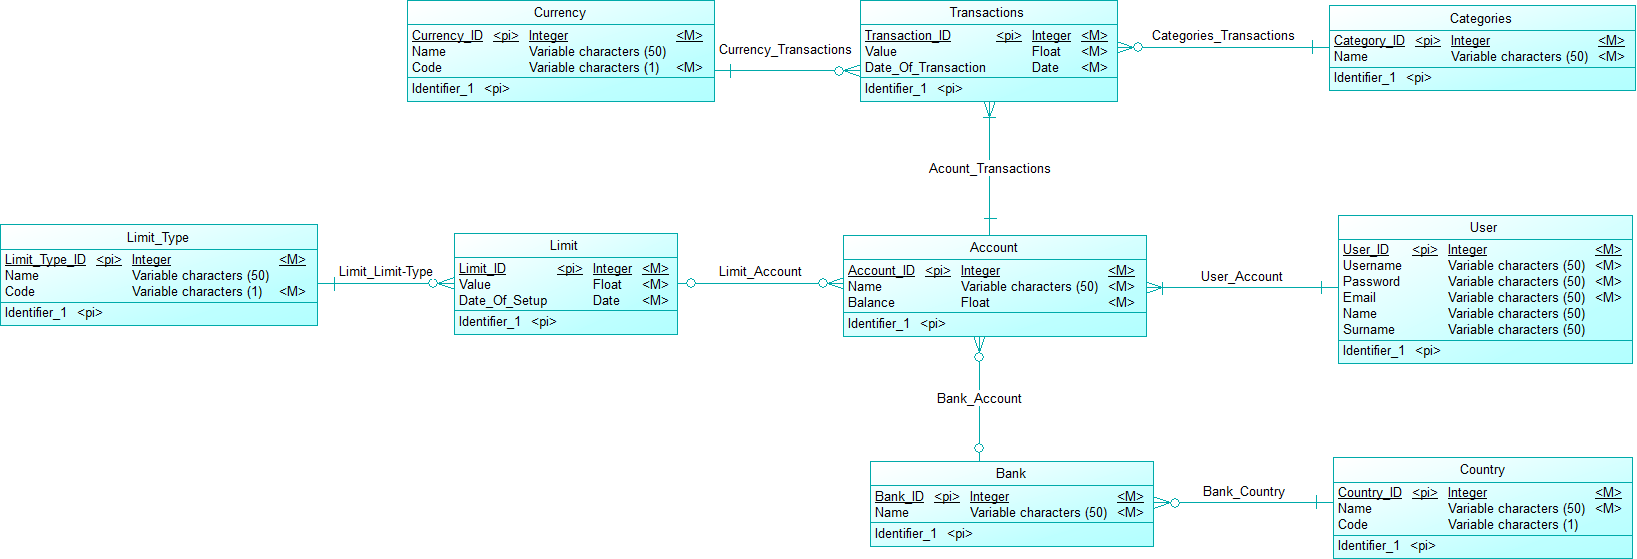 Currency
Currency_ID <pi> Integer <M>
Name Variable characters (50)
Code Variable characters (1) <M>
Identifier_1 <pi>
Currency_Transactions
Transactions
Transaction_ID <pi> Integer <M>
Value Float <M>
Date_Of_Transaction Date <M>
Identifier_1 <pi>
Categories_Transactions
Categories
Category_ID <pi> Integer <M>
Name Variable characters (50) <M>
Identifier_1 <pi>
Acount_Transactions
Limit_Type
Limit_Type_ID <pi> Integer <M>
Name Variable characters (50)
Code Variable characters (1) <M>
Identifier_1 <pi>
Limit_Limit-Type
Limit
Limit_ID <pi> Integer <M>
Value Float <M>
Date_Of_Setup Date <M>
Identifier_1 <pi>
Limit_Account
Account
Account_ID <pi> Integer <M>
Name Variable characters (50) <M>
Balance Float <M>
Identifier_1 <pi>
User_Account
User
User_ID <pi> Integer <M>
Username Variable characters (50) <M>
Password Variable characters (50) <M>
Email Variable characters (50) <M>
Name Variable characters (50)
Surname Variable characters (50)
Identifier_1 <pi>
Bank_Account
Bank
Bank_ID <pi> Integer <M>
Name Variable characters (50) <M>
Identifier_1 <pi>
Bank_Country
Country
Country_ID <pi> Integer <M>
Name Variable characters (50) <M>
Code Variable characters (1)
Identifier_1 <pi>